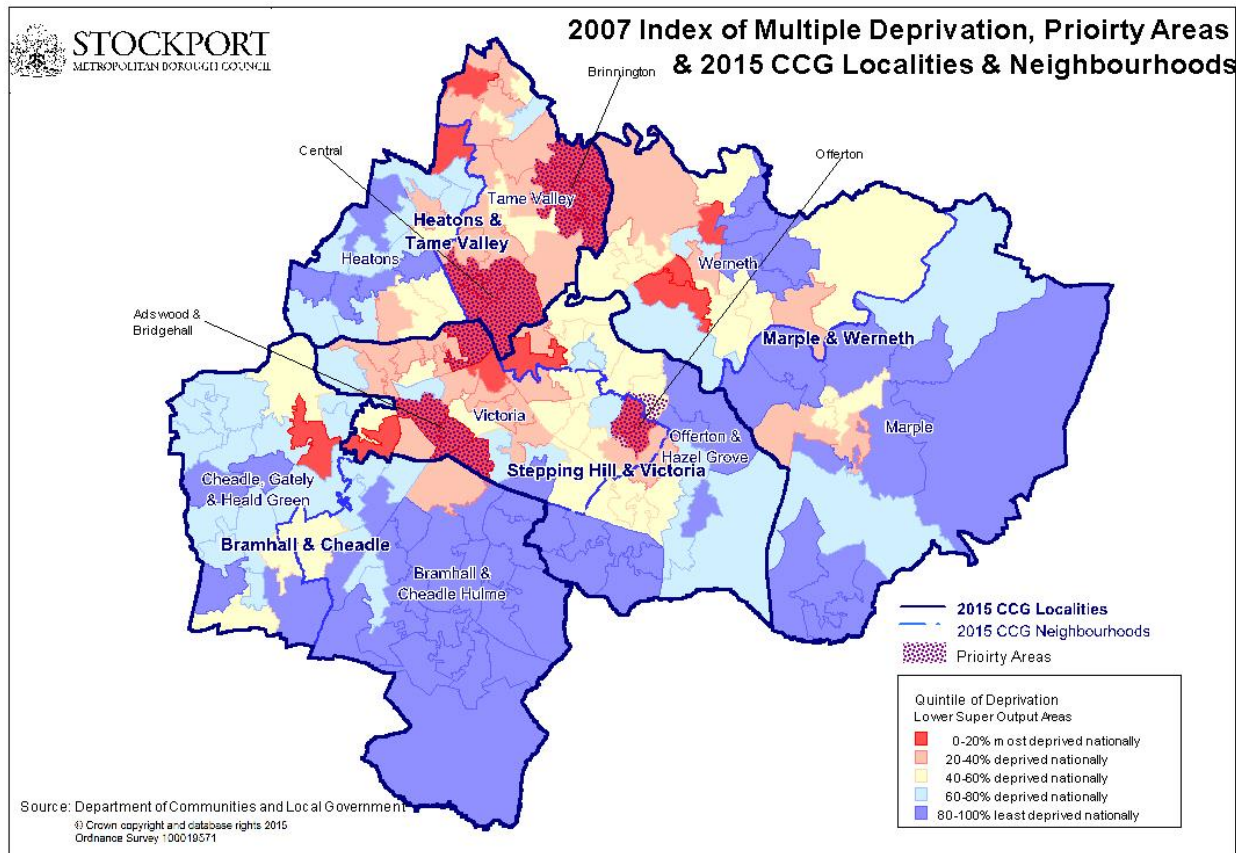 STOCKPORT
METROPOLITAN BOROUGH COUNCIL
2007 Index of Multiple Deprivation, Prioirty Areas
& 2015 CCG Localities & Neighbourhoods
Brinnington
Central
Offerton
Tame Valley
Heatons &
Tame Valley
Heatons
Werneth
Adswood &
Bridgehall
Marple & Werneth
Victoria
Marple
Offerton &
Hazel Grove
Stepping Hill & Victoria
Cheadle, Gately
& Heald Green
Bramhall & Cheadle
Bramhall &
Cheadle Hulme
2015 CCG Localities
2015 CCG Neighbourhoods
Prioirty Areas
Quintile of Deprivation
Lower Super Output Areas
0-20% most deprived nationally
20-40% deprived nationally
40-60% deprived nationally
60-80% deprived nationally
80-100% least deprived nationally
Source: Department of Communities and Local Government
© Crown copyright and database rights 2015
Ordnance Survey 100019571